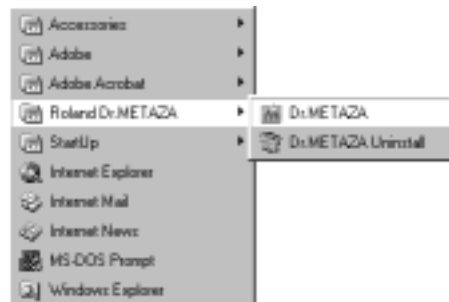 Accessories
Adobe
Adobe Acrobat
Roland Dr.METAZA
StartUp
Internet Explorer
Internet Mail
Internet News
MS-DOS Prompt
Windows Explorer
Dr.METAZA
Dr.METAZA Uninstall